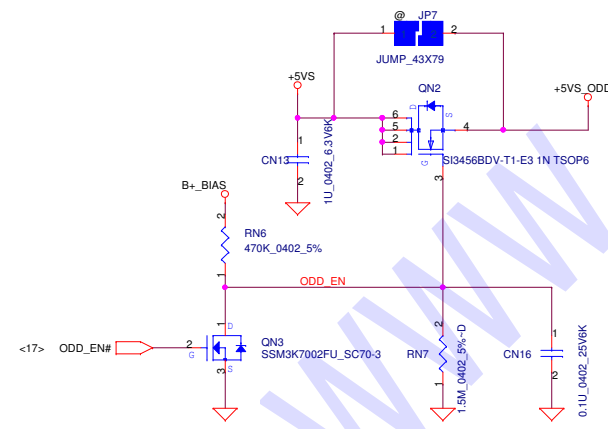 @ JP7
1 2
JUMP_43X79
+5VS
QN2
+5VS_ODD
D
S
6
5
2
1
4
G
3
SI3456BDV-T1-E3 1N TSOP6
1
CN13
2
1U_0402_6.3V6K
B+_BIAS
2
RN6
470K_0402_5%
1
ODD_EN
1
D
<17> ODD_EN#
2
G
QN3
SSM3K7002FU_SC70-3
3
S
2
RN7
1
1.5M_0402_5%~D
1
CN16
2
0.1U_0402_25V6K
WWW